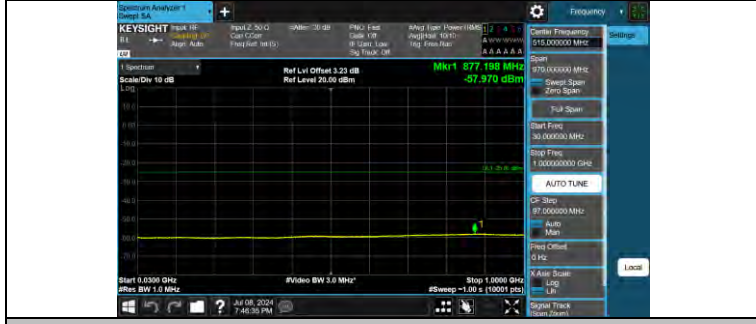 Spectrum Analyzer 1
Swept SA
+
Frequency
KEYSIGHT
Input: RF
Align: Auto
Input Z: 50 Ω
Corr CCorr
Freq Ref: Int (S)
#Atten: 30 dB
PNO: Fast
Gate: Off
IF Gain: Low
Sig Track: Off
#Avg Type: Power (RMS
Avg|Hold: 10/10
Trig: Free Run
A A A A A A
Center Frequency
515.000000 MHz
Settings
Span
970.000000 MHz
Swept Span
Zero Span
Full Span
Start Freq
30.000000 MHz
Stop Freq
1.000000000 GHz
AUTO TUNE
CF Step
97.000000 MHz
Auto
Man
Freq Offset
0 Hz
X Axis Scale
Log
Lin
Signal Track
(Span Zoom)
Local
1 Spectrum
Scale/Div 10 dB
Log
Ref Lvl Offset 3.23 dB
Ref Level 20.00 dBm
Mkr1 877.198 MHz
-57.970 dBm
1
Start 0.0300 GHz
#Res BW 1.0 MHz
#Video BW 3.0 MHz*
Stop 1.0000 GHz
#Sweep ~1.00 s (10001 pts)
?
Jul 08, 2024
7:46:35 PM